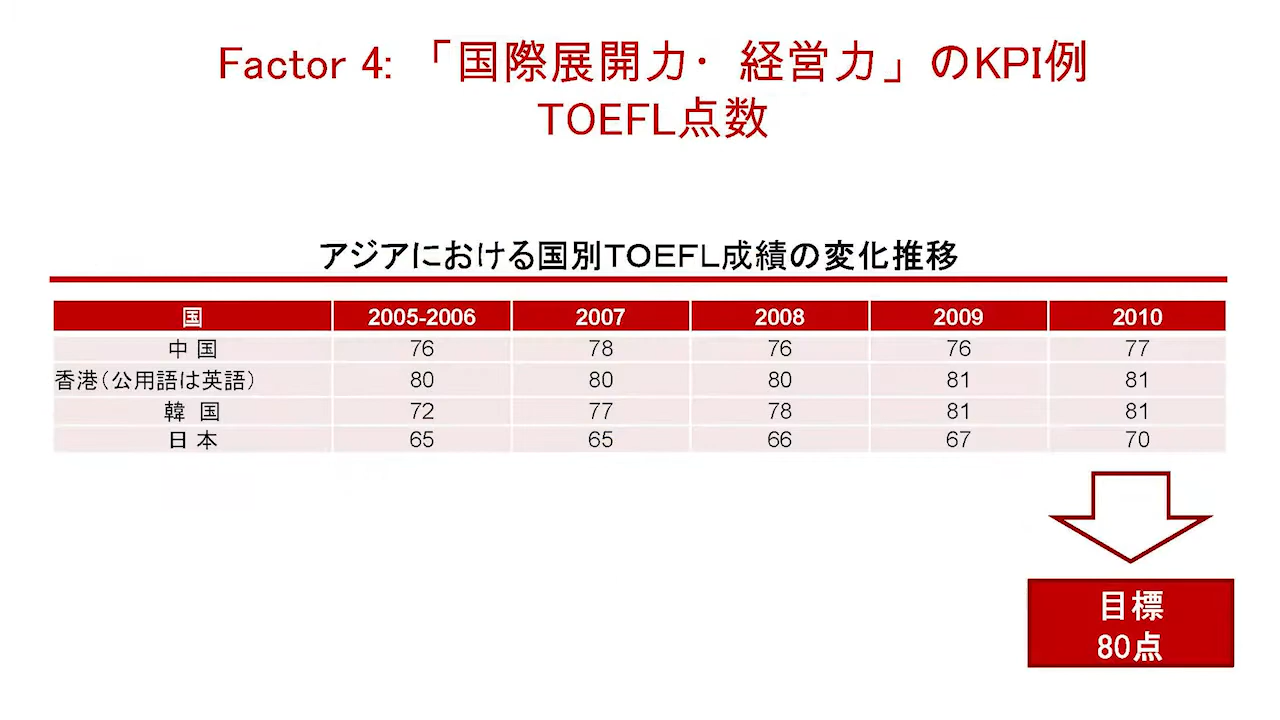 Factor 4: 「国際展開力・ 経営力」のKPI例
TOEFL点数
アジアにおける国別TOEFL成績の変化推移
国 2005-2006 2007 2008 2009 2010
中 国 76 78 76 76 77
香港(公用語は英語) 80 80 80 81 81
韓 国 72 77 78 81 81
日 本 65 65 66 67 70
目標
80点